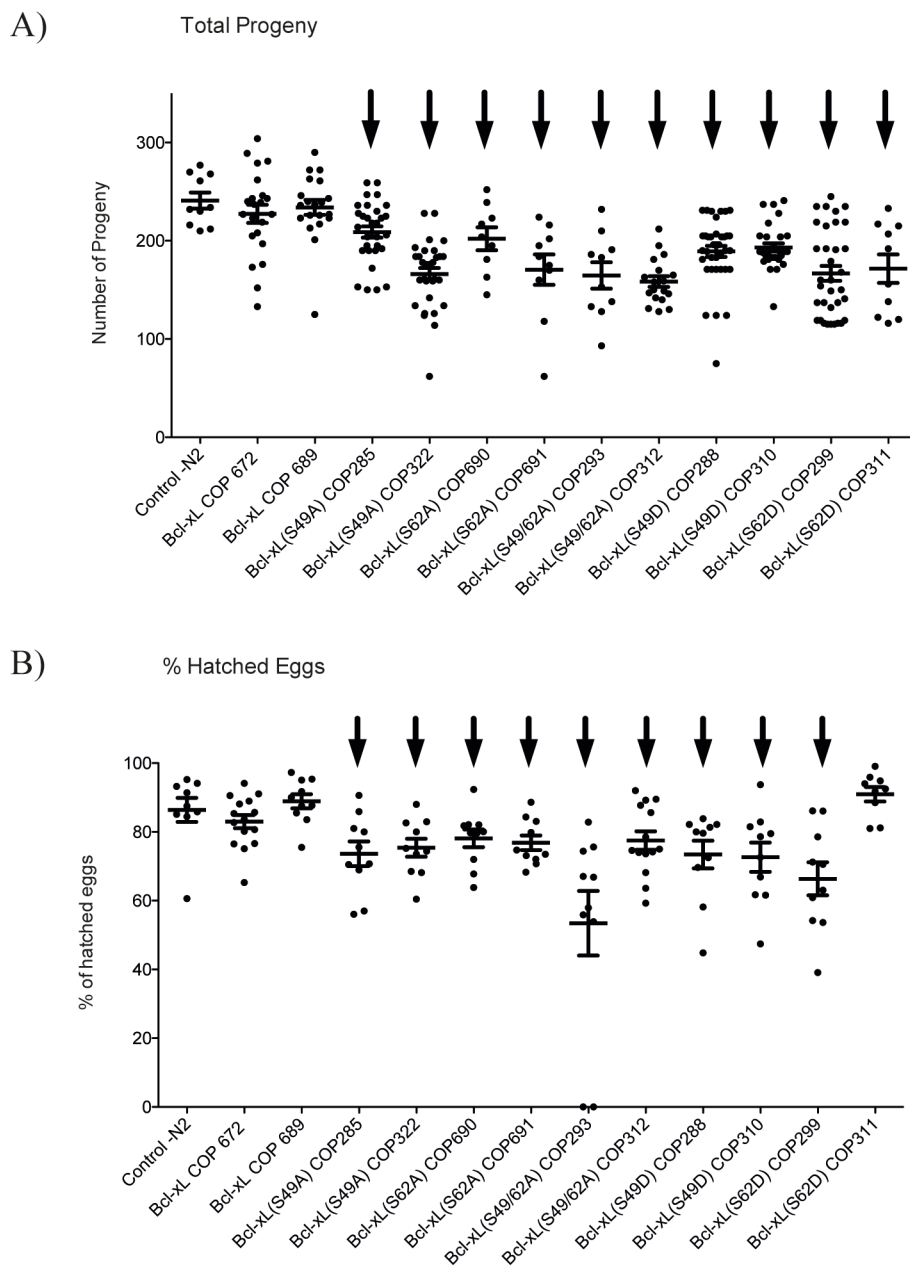 A)
Total Progeny
Number of Progeny
300
200
100
0
Control -N2
Bcl-xL COP 672
Bcl-xL COP 689
Bcl-xL(S49A) COP285
Bcl-xL(S49A) COP322
Bcl-xL(S62A) COP690
Bcl-xL(S62A) COP691
Bcl-xL(S49/62A) COP293
Bcl-xL(S49/62A) COP312
Bcl-xL(S49D) COP288
Bcl-xL(S49D) COP310
Bcl-xL(S62D) COP299
Bcl-xL(S62D) COP311
B)
% Hatched Eggs
% of hatched eggs
100
80
60
40
20
0
Control -N2
Bcl-xL COP 672
Bcl-xL COP 689
Bcl-xL(S49A) COP285
Bcl-xL(S49A) COP322
Bcl-xL(S62A) COP690
Bcl-xL(S62A) COP691
Bcl-xL(S49/62A) COP293
Bcl-xL(S49/62A) COP312
Bcl-xL(S49D) COP288
Bcl-xL(S49D) COP310
Bcl-xL(S62D) COP299
Bcl-xL(S62D) COP311